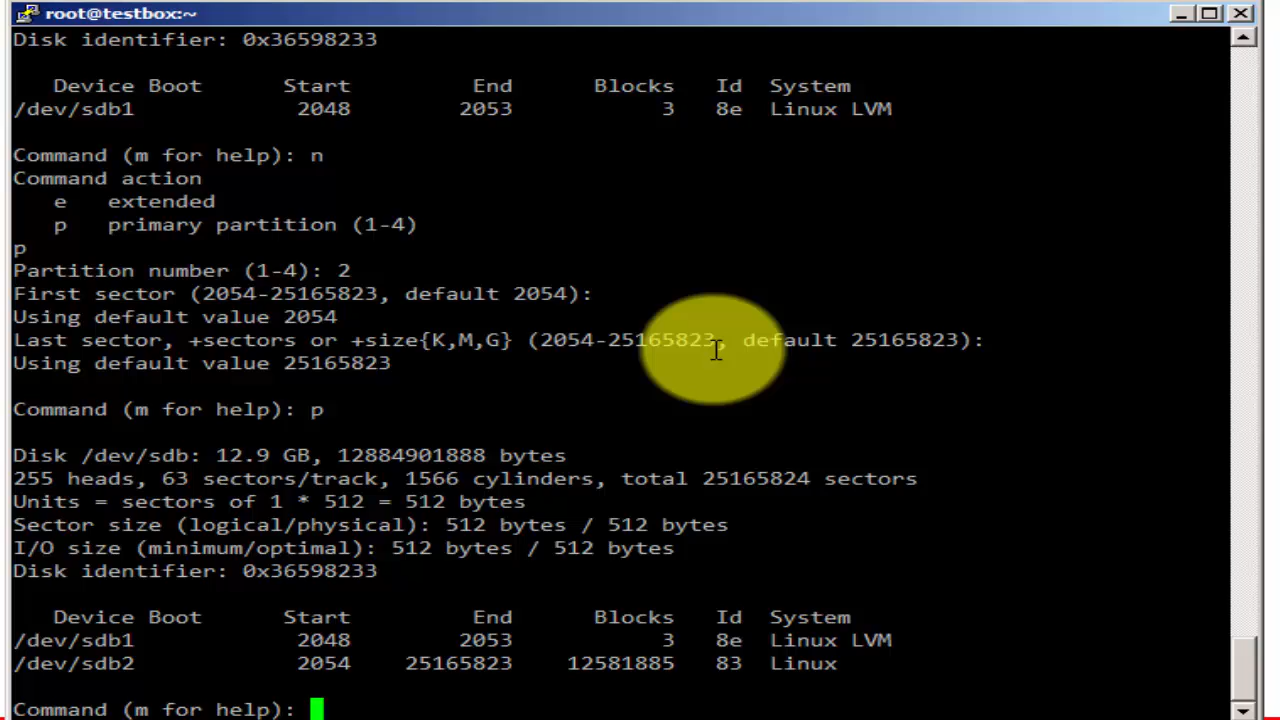 root@testbox:~
Disk identifier: 0x36598233
Device Boot Start End Blocks Id System
/dev/sdb1 2048 2053 3 8e Linux LVM
Command (m for help): n
Command action
e extended
p primary partition (1-4)
p
Partition number (1-4): 2
First sector (2054-25165823, default 2054):
Using default value 2054
Last sector, +sectors or +size{K,M,G} (2054-25165823, default 25165823):
Using default value 25165823
Command (m for help): p
Disk /dev/sdb: 12.9 GB, 12884901888 bytes
255 heads, 63 sectors/track, 1566 cylinders, total 25165824 sectors
Units = sectors of 1 * 512 = 512 bytes
Sector size (logical/physical): 512 bytes / 512 bytes
I/O size (minimum/optimal): 512 bytes / 512 bytes
Disk identifier: 0x36598233
Device Boot Start End Blocks Id System
/dev/sdb1 2048 2053 3 8e Linux LVM
/dev/sdb2 2054 25165823 12581885 83 Linux
Command (m for help):